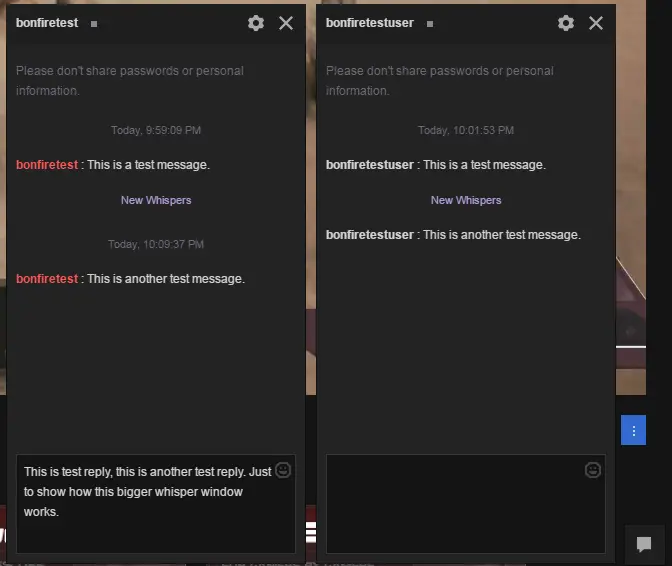 bonfiretest
Please don't share passwords or personal
information.
Today, 9:59:09 PM
bonfiretest : This is a test message.
New Whispers
Today, 10:09:37 PM
bonfiretest : This is another test message.
This is test reply, this is another test reply. Just
to show how this bigger whisper window
works.
bonfiretestuser
Please don't share passwords or personal
information.
Today, 10:01:53 PM
bonfiretestuser : This is a test message.
New Whispers
bonfiretestuser : This is another test message.